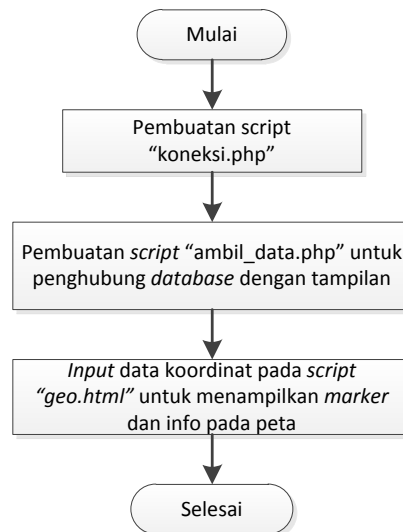 Mulai
Pembuatan script
“koneksi.php”
Pembuatan script “ambil_data.php” untuk
penghubung database dengan tampilan
Input data koordinat pada script
“geo.html” untuk menampilkan marker
dan info pada peta
Selesai